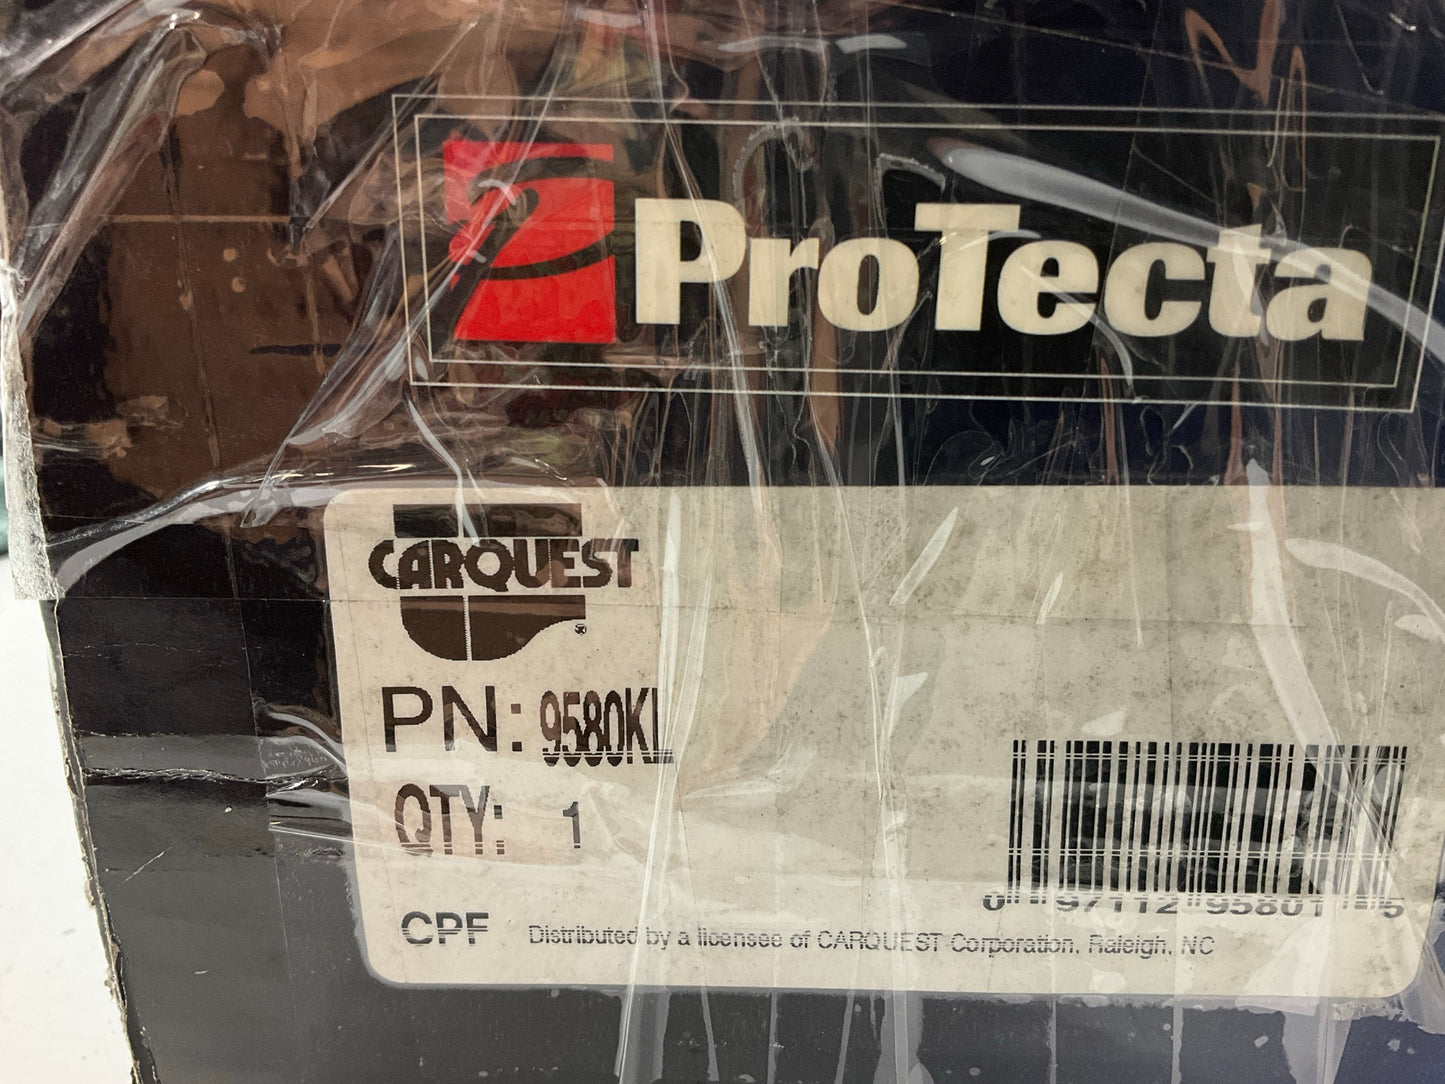 ProTecta
CARQUEST
PN: 9580KL
QTY: 1
0 97112 95801 5
CPF Distributed by a licensee of CARQUEST Corporation, Raleigh, NC